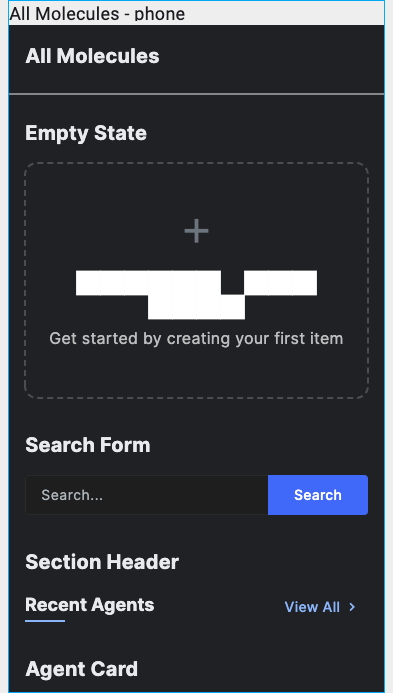 All Molecules - phone
All Molecules
Empty State
Get started by creating your first item
Search Form
Search...
Search
Section Header
Recent Agents
View All
Agent Card